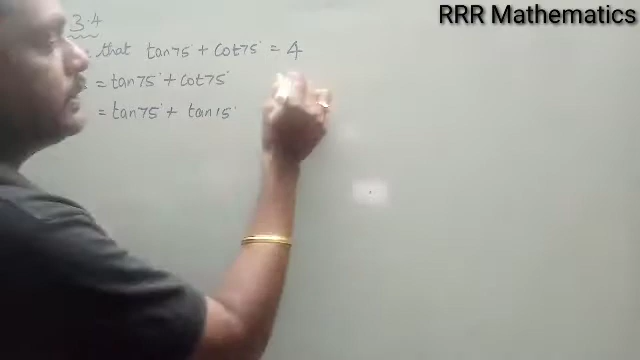 RRR Mathematics
3.4
that tan75° + cot75° = 4
= tan75° + cot75°
= tan75° + tan15°